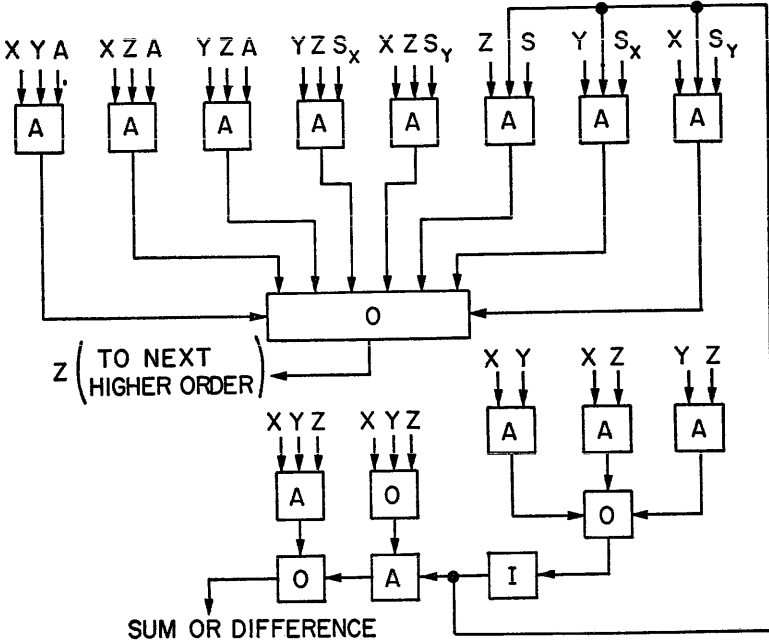 X Y A X Z A Y Z A Y Z S_X X Z S_Y Z S Y S_X X S_Y
A A A A A A A A
O
Z ( TO NEXT
HIGHER ORDER )
X Y X Z Y Z
A A A
X Y Z X Y Z
A O O
O A I
SUM OR DIFFERENCE